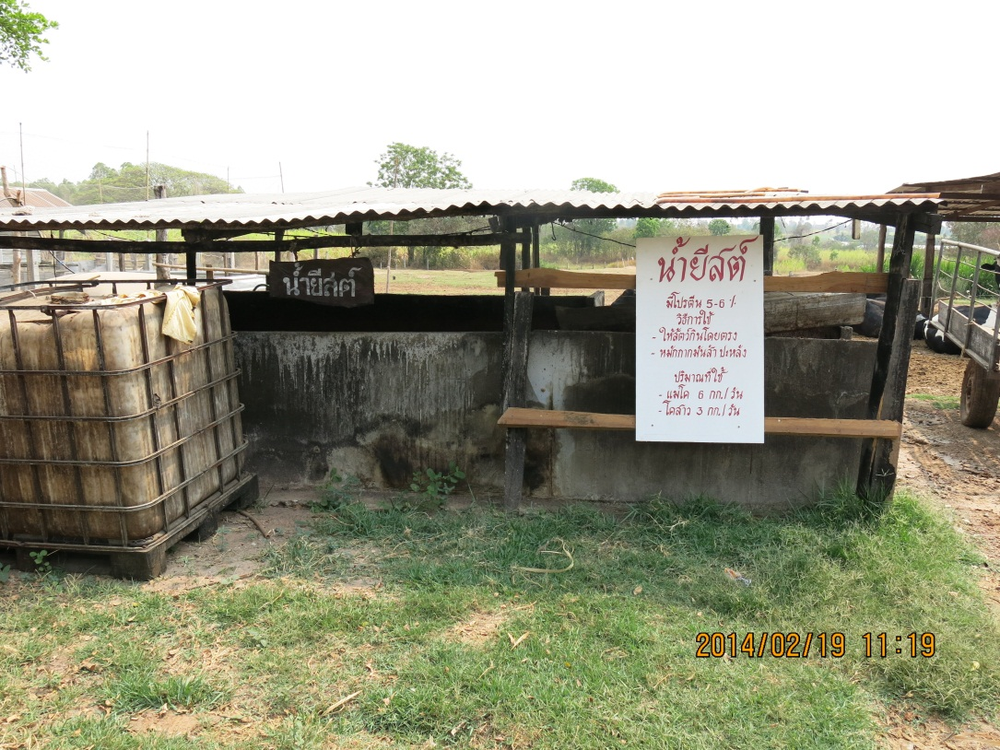 น้ำยีสต์
น้ำยีสต์
มีโปรตีน 5-6 %
วิธีการใช้
- ให้สัตว์กินโดยตรง
- หมักกากมันสำปะหลัง
ปริมาณที่ใช้
- แม่โค 6 กก./วัน
- โคสาว 3 กก./วัน
2014/02/19 11:19